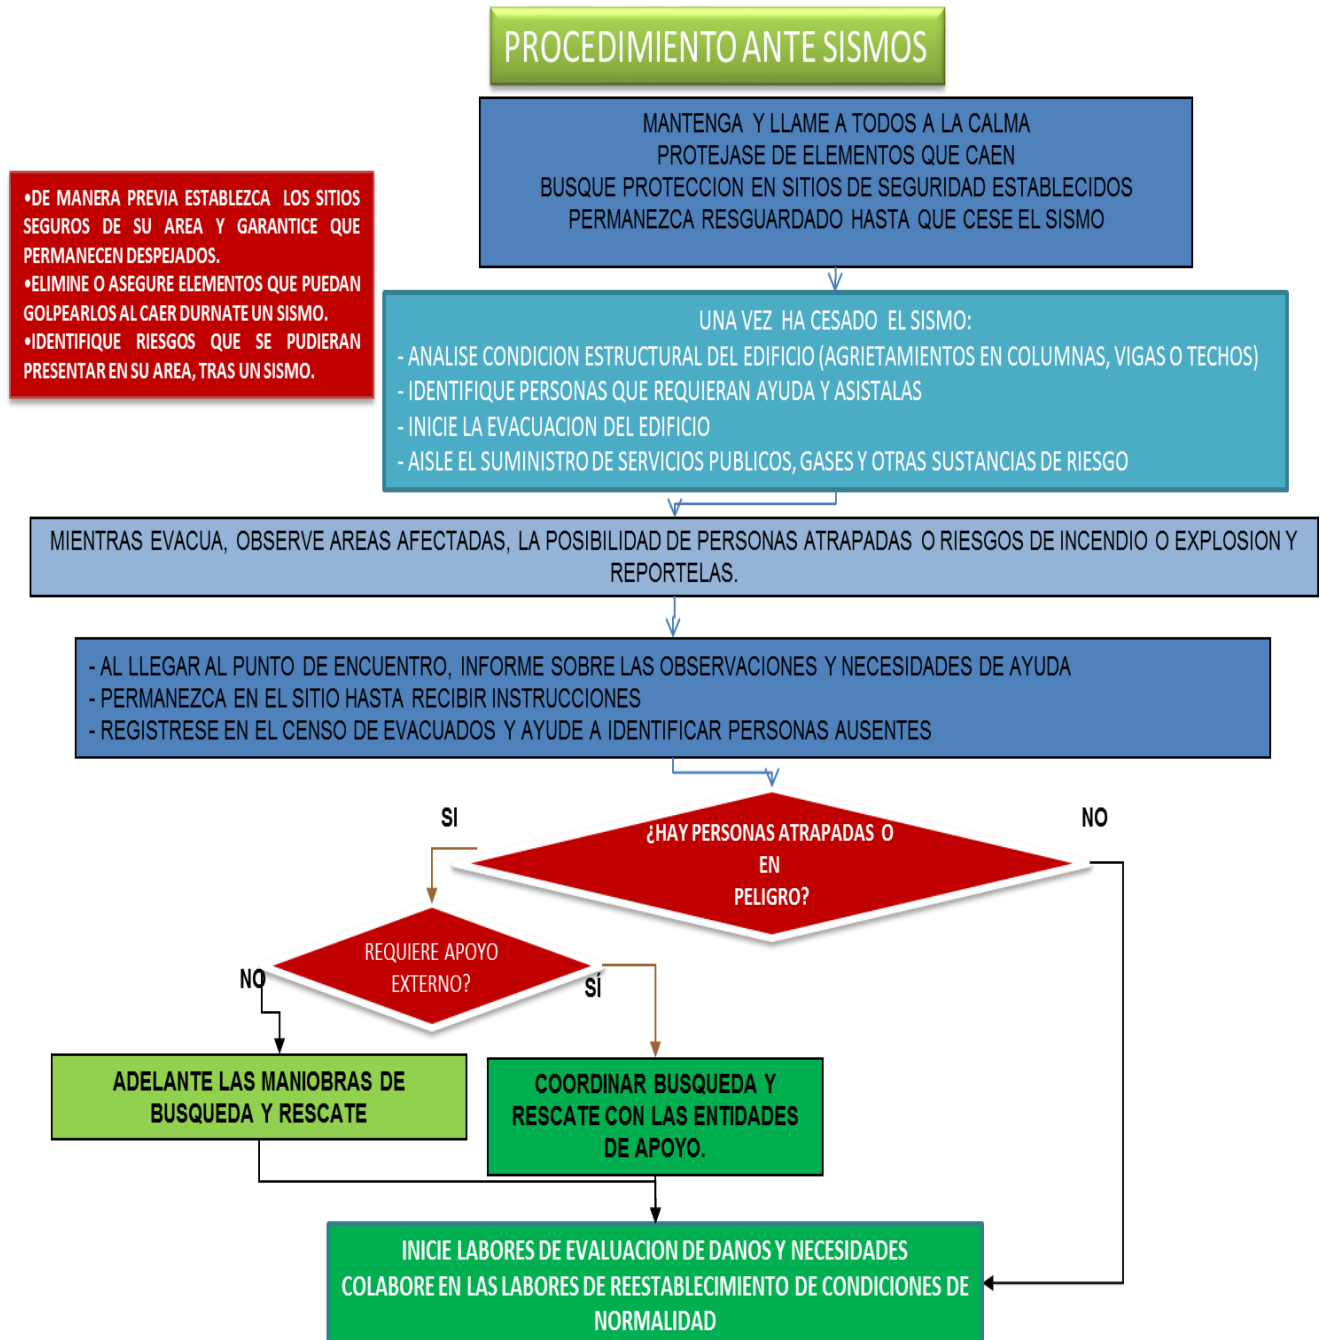 PROCEDIMIENTO ANTE SISMOS
MANTENGA Y LLAME A TODOS A LA CALMA
PROTEJASE DE ELEMENTOS QUE CAEN
BUSQUE PROTECCION EN SITIOS DE SEGURIDAD ESTABLECIDOS
PERMANEZCA RESGUARDADO HASTA QUE CESE EL SISMO
•DE MANERA PREVIA ESTABLEZCA LOS SITIOS
SEGUROS DE SU AREA Y GARANTICE QUE
PERMANECEN DESPEJADOS.
•ELIMINE O ASEGURE ELEMENTOS QUE PUEDAN
GOLPEARLOS AL CAER DURNATE UN SISMO.
•IDENTIFIQUE RIESGOS QUE SE PUDIERAN
PRESENTAR EN SU AREA, TRAS UN SISMO.
UNA VEZ HA CESADO EL SISMO:
- ANALISE CONDICION ESTRUCTURAL DEL EDIFICIO (AGRIETAMIENTOS EN COLUMNAS, VIGAS O TECHOS)
- IDENTIFIQUE PERSONAS QUE REQUIERAN AYUDA Y ASISTALAS
- INICIE LA EVACUACION DEL EDIFICIO
- AISLE EL SUMINISTRO DE SERVICIOS PUBLICOS, GASES Y OTRAS SUSTANCIAS DE RIESGO
MIENTRAS EVACUA, OBSERVE AREAS AFECTADAS, LA POSIBILIDAD DE PERSONAS ATRAPADAS O RIESGOS DE INCENDIO O EXPLOSION Y
REPORTELAS.
- AL LLEGAR AL PUNTO DE ENCUENTRO, INFORME SOBRE LAS OBSERVACIONES Y NECESIDADES DE AYUDA
- PERMANEZCA EN EL SITIO HASTA RECIBIR INSTRUCCIONES
- REGISTRESE EN EL CENSO DE EVACUADOS Y AYUDE A IDENTIFICAR PERSONAS AUSENTES
SI
NO
¿HAY PERSONAS ATRAPADAS O
EN
PELIGRO?
REQUIERE APOYO
EXTERNO?
NO
SÍ
ADELANTE LAS MANIOBRAS DE
BUSQUEDA Y RESCATE
COORDINAR BUSQUEDA Y
RESCATE CON LAS ENTIDADES
DE APOYO.
INICIE LABORES DE EVALUACION DE DANOS Y NECESIDADES
COLABORE EN LAS LABORES DE REESTABLECIMIENTO DE CONDICIONES DE
NORMALIDAD